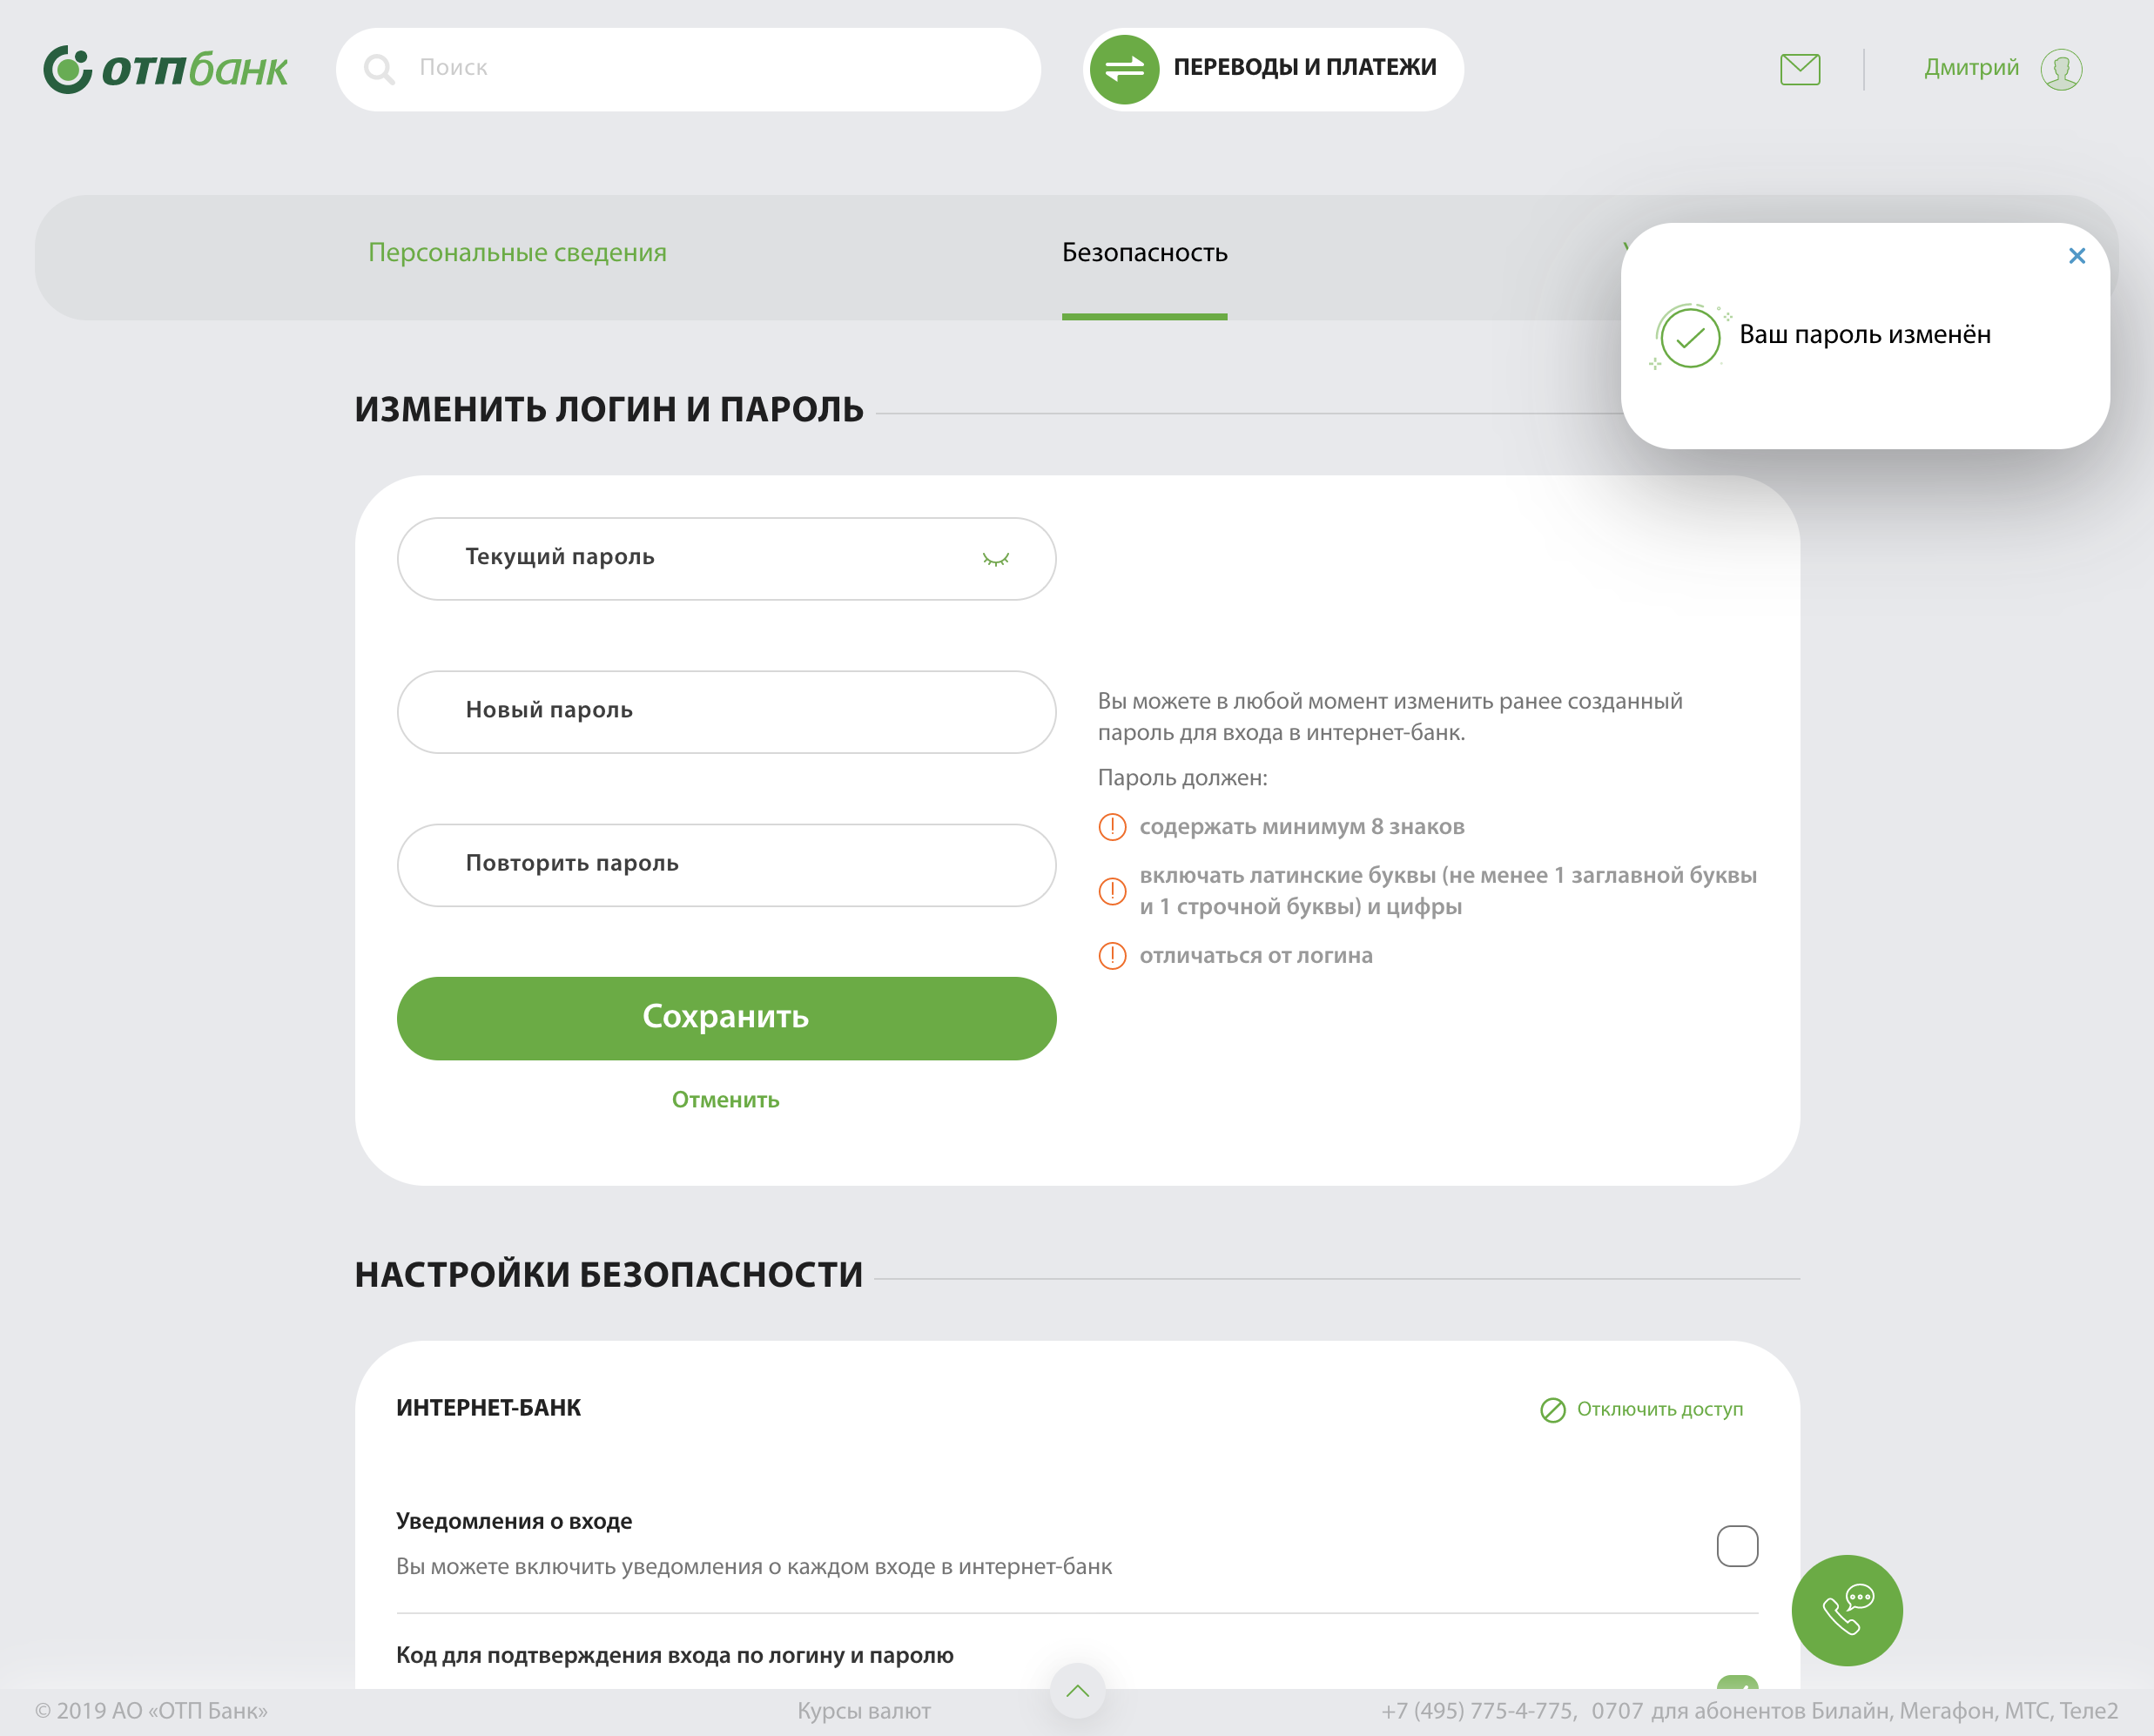 отпбанк
Поиск
ПЕРЕВОДЫ И ПЛАТЕЖИ
Дмитрий
Персональные сведения
Безопасность
Ваш пароль изменён
ИЗМЕНИТЬ ЛОГИН И ПАРОЛЬ
Текущий пароль
Новый пароль
Повторить пароль
Сохранить
Отменить
Вы можете в любой момент изменить ранее созданный
пароль для входа в интернет-банк.
Пароль должен:
содержать минимум 8 знаков
включать латинские буквы (не менее 1 заглавной буквы
и 1 строчной буквы) и цифры
отличаться от логина
НАСТРОЙКИ БЕЗОПАСНОСТИ
ИНТЕРНЕТ-БАНК
Отключить доступ
Уведомления о входе
Вы можете включить уведомления о каждом входе в интернет-банк
Код для подтверждения входа по логину и паролю
© 2019 АО «ОТП Банк»
Курсы валют
+7 (495) 775-4-775, 0707 для абонентов Билайн, Мегафон, МТС, Теле2